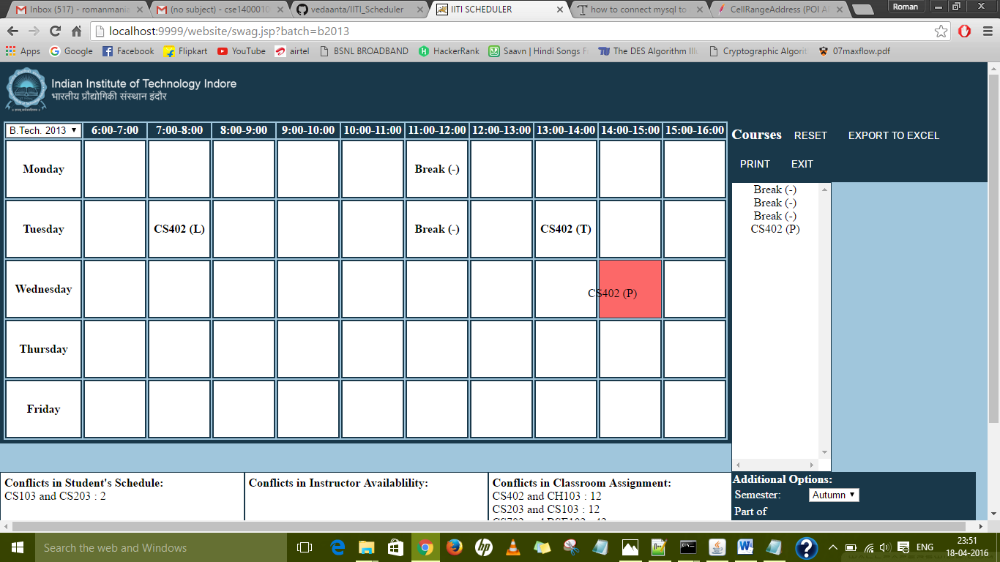 Inbox (517) - romanmania
(no subject) - cse1400010
vedaanta/IITI_Scheduler
IITI SCHEDULER
how to connect mysql to
CellRangeAddress (POI A
Roman
localhost:9999/website/swag.jsp?batch=b2013
Apps Google Facebook Flipkart YouTube airtel BSNL BROADBAND HackerRank Saavn | Hindi Songs F The DES Algorithm Illu Cryptographic Algorit 07maxflow.pdf
Indian Institute of Technology Indore
भारतीय प्रौद्योगिकी संस्थान इंदौर
B.Tech. 2013 6:00-7:00 7:00-8:00 8:00-9:00 9:00-10:00 10:00-11:00 11:00-12:00 12:00-13:00 13:00-14:00 14:00-15:00 15:00-16:00
Monday Break (-)
Tuesday CS402 (L) Break (-) CS402 (T)
Wednesday CS402 (P)
Thursday
Friday
Courses RESET EXPORT TO EXCEL
PRINT EXIT
Break (-)
Break (-)
Break (-)
CS402 (P)
Conflicts in Student's Schedule:
CS103 and CS203 : 2
Conflicts in Instructor Availablility:
Conflicts in Classroom Assignment:
CS402 and CH103 : 12
CS203 and CS103 : 12
Additional Options:
Semester: Autumn
Part of
Search the web and Windows
hp
ENG
23:51
18-04-2016